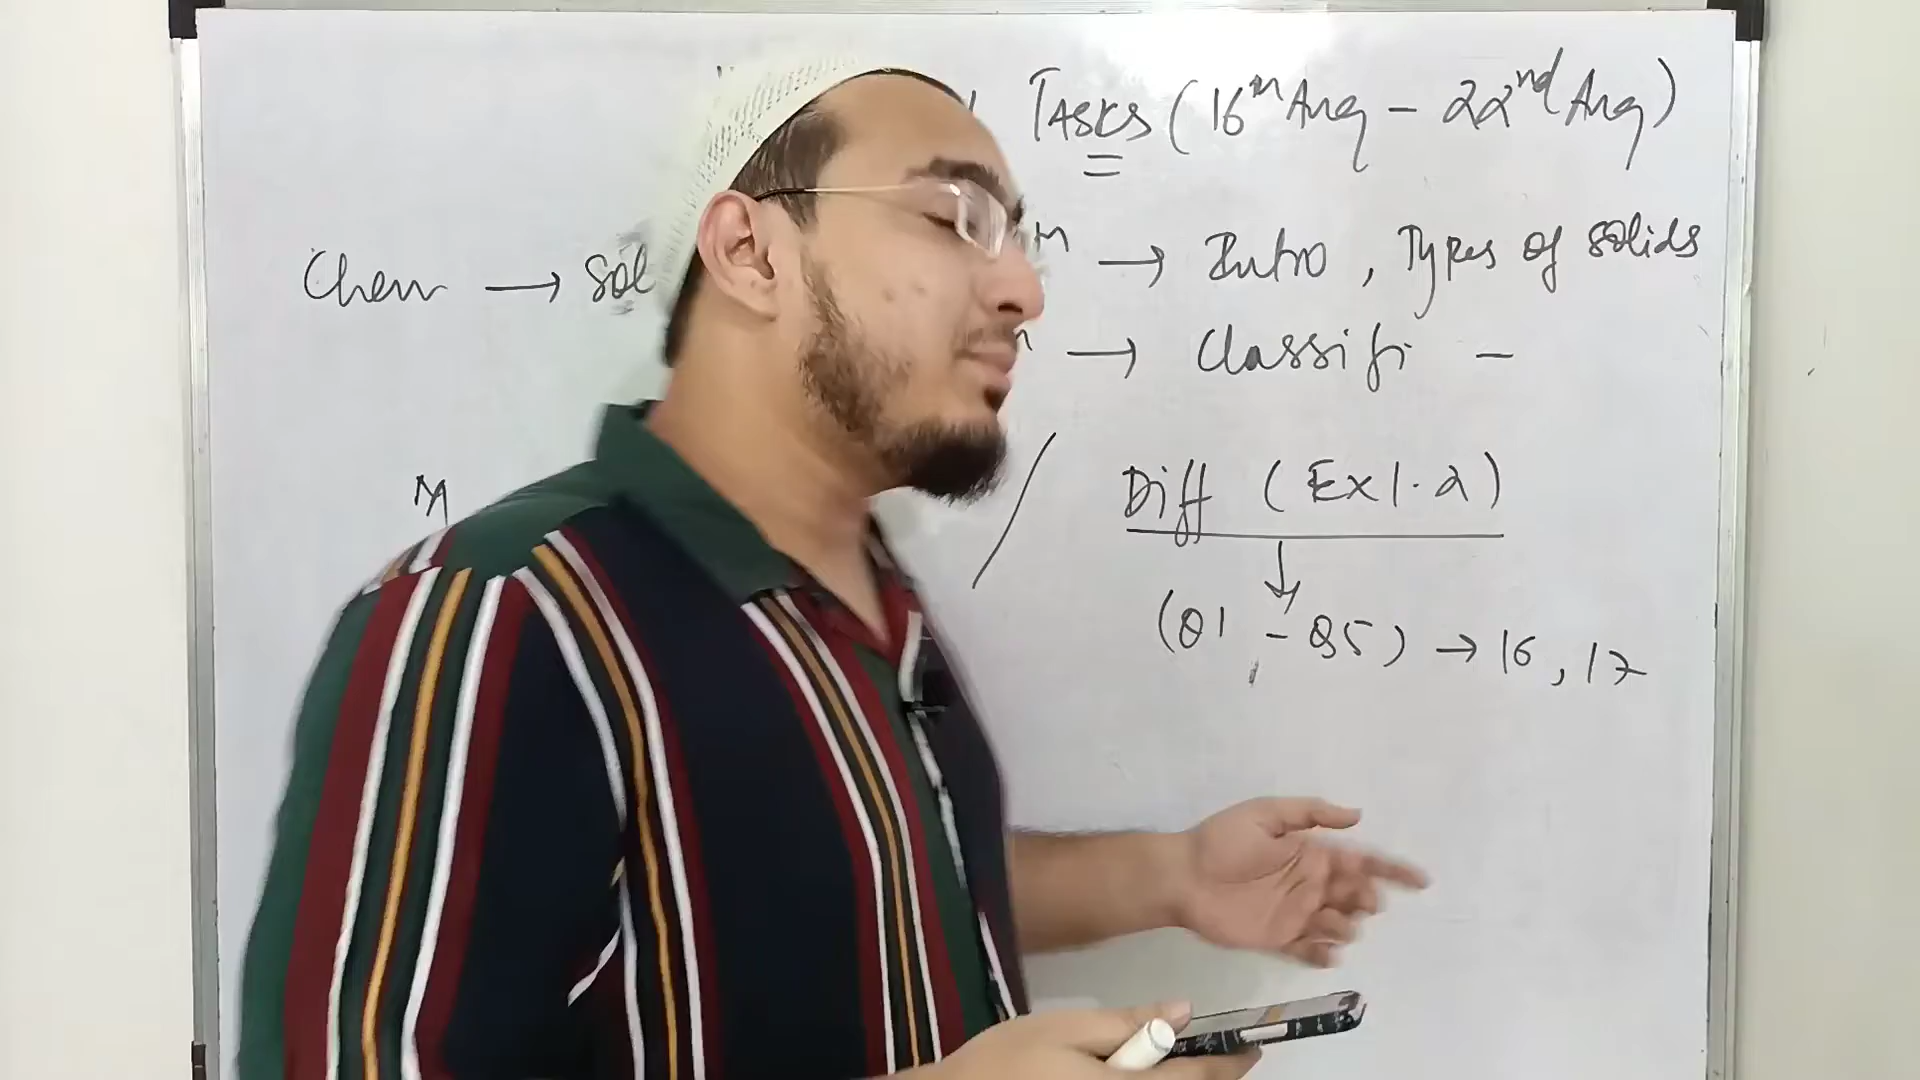 TASKS (16th Aug - 22nd Aug)
Chem → Sol → Intro, Types of solids
→ Classifi -
M / Diff (Ex 1.2)
↓
(Q1 - Q5) → 16, 17